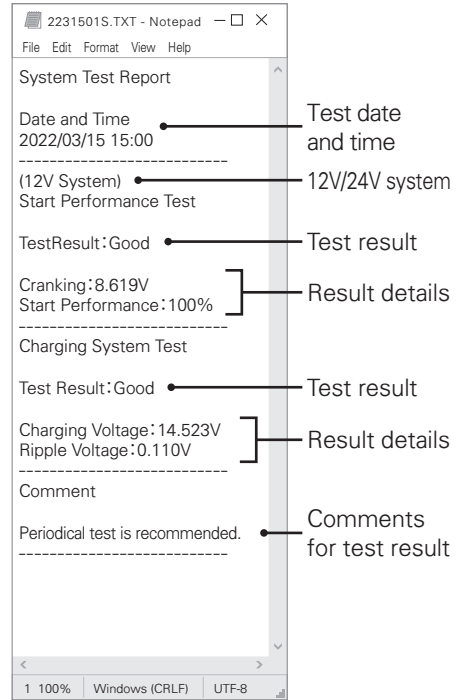 2231501S.TXT - Notepad
File Edit Format View Help
System Test Report
Date and Time
2022/03/15 15:00
---------------------------
(12V System)
Start Performance Test
TestResult:Good
Cranking:8.619V
Start Performance:100%
---------------------------
Charging System Test
Test Result:Good
Charging Voltage:14.523V
Ripple Voltage:0.110V
---------------------------
Comment
Periodical test is recommended.
---------------------------
1 100% Windows (CRLF) UTF-8
Test date
and time
12V/24V system
Test result
Result details
Test result
Result details
Comments
for test result